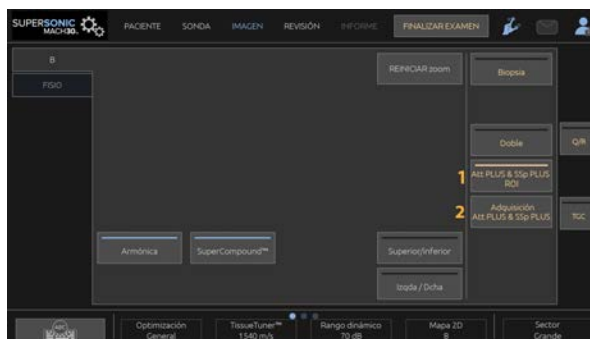 SUPERSONIC
MACH30
PACIENTE SONDA IMAGEN REVISIÓN INFORME FINALIZAR EXAMEN
B
FISIO
REINICIAR zoom
Biopsia
Doble
1 Att PLUS & SSp PLUS
ROI
2 Adquisición
Att PLUS & SSp PLUS
TGC
Armónica SuperCompound™ Superior/inferior
Izqda / Dcha
Optimización
General
TissueTuner™
1540 m/s
Rango dinámico
70 dB
Mapa 2D
8
Sector
Grande